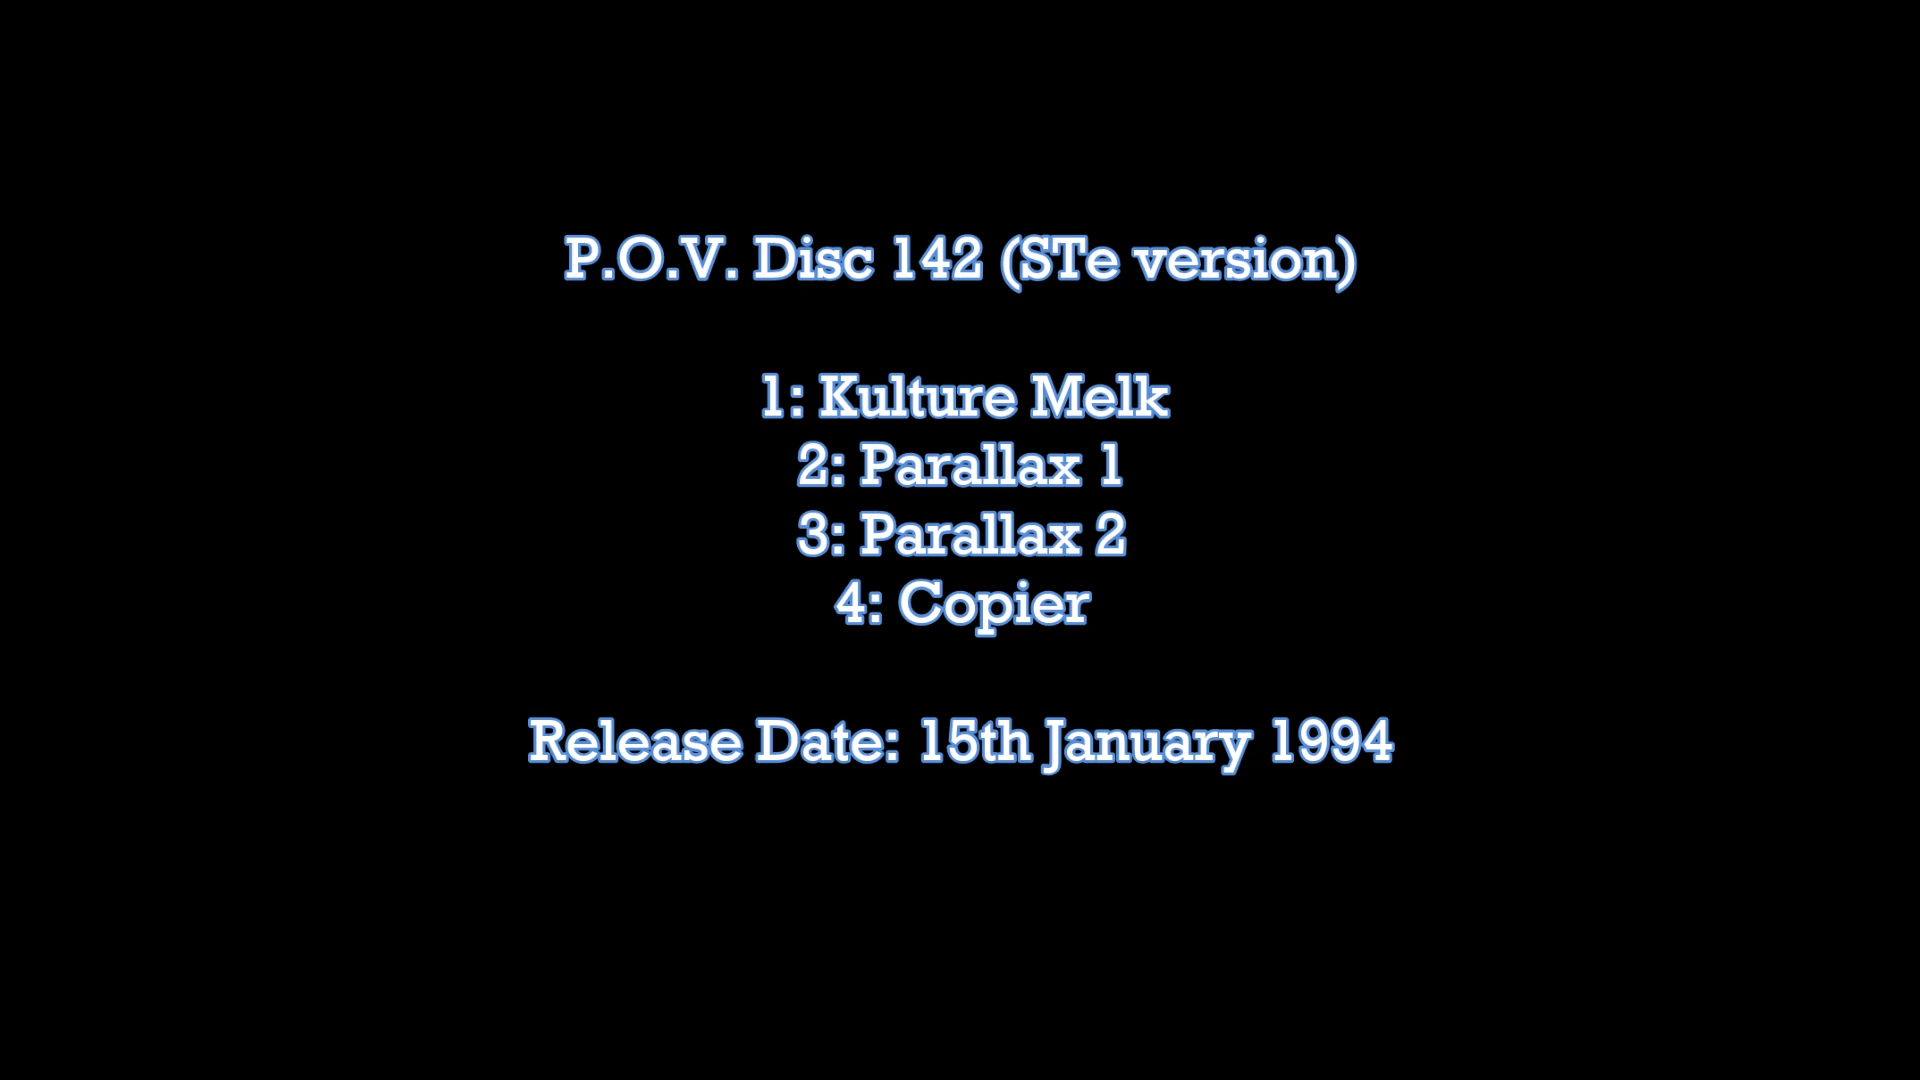 P.O.V. Disc 142 (STe version)
1: Kulture Melk
2: Parallax 1
3: Parallax 2
4: Copier
Release Date: 15th January 1994